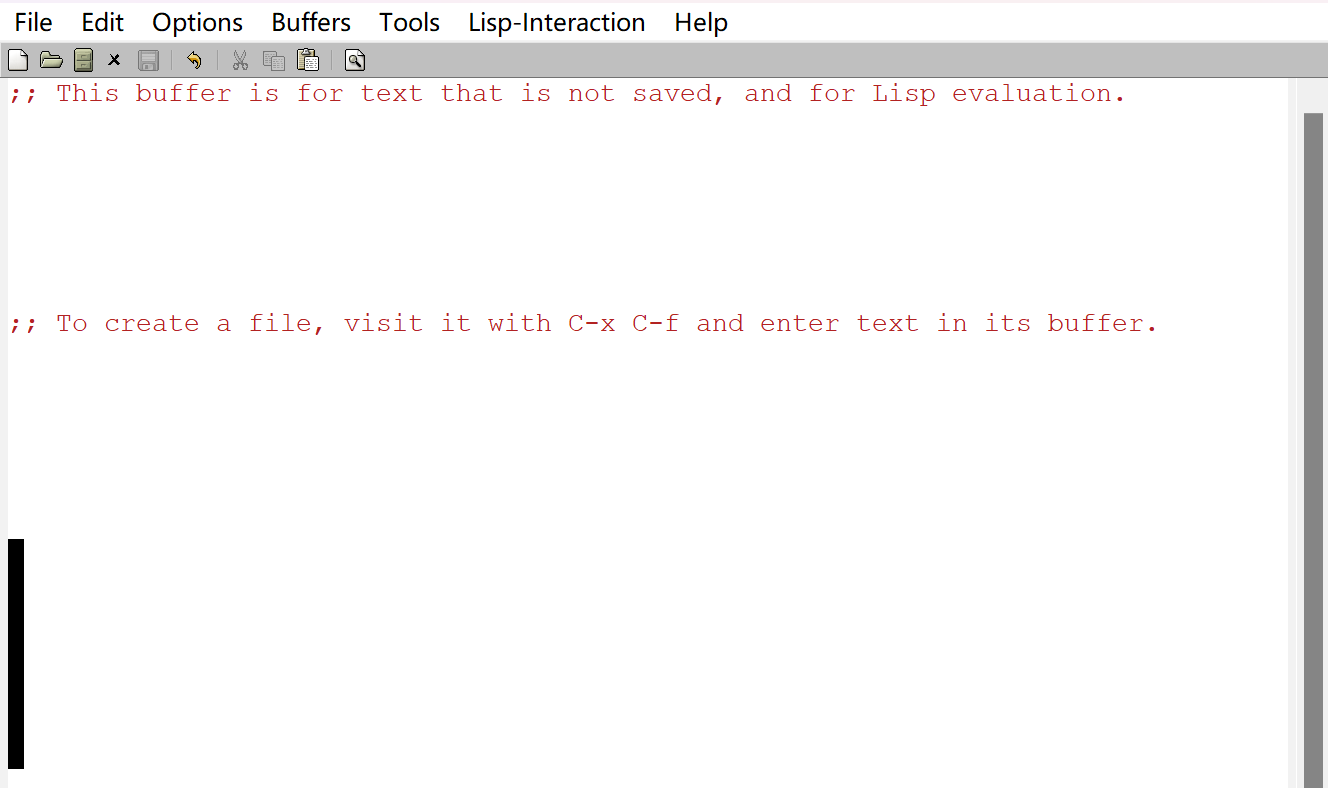 File Edit Options Buffers Tools Lisp-Interaction Help
;; This buffer is for text that is not saved, and for Lisp evaluation.
;; To create a file, visit it with C-x C-f and enter text in its buffer.